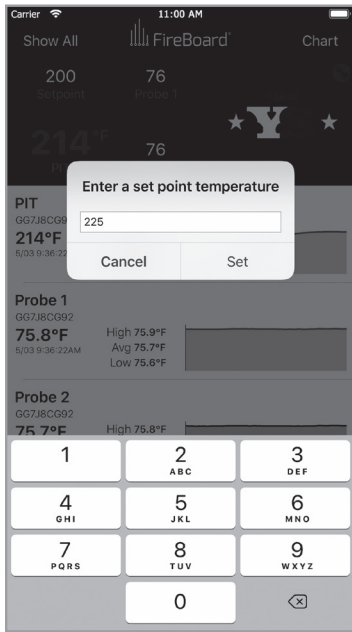 Carrier 11:00 AM
Show All FireBoard Chart
200 76
Setpoint Probe 1
214°F 76
Y
Enter a set point temperature
225
Cancel Set
PIT
GG7J8CG9
214°F
5/03 9:36:22
Probe 1
GG7J8CG92
75.8°F
5/03 9:36:22AM
High 75.9°F
Avg 75.7°F
Low 75.6°F
Probe 2
GG7J8CG92
75.7°F High 75.8°F
1 2 3
ABC DEF
4 5 6
GHI JKL MNO
7 8 9
PQRS TUV WXYZ
0